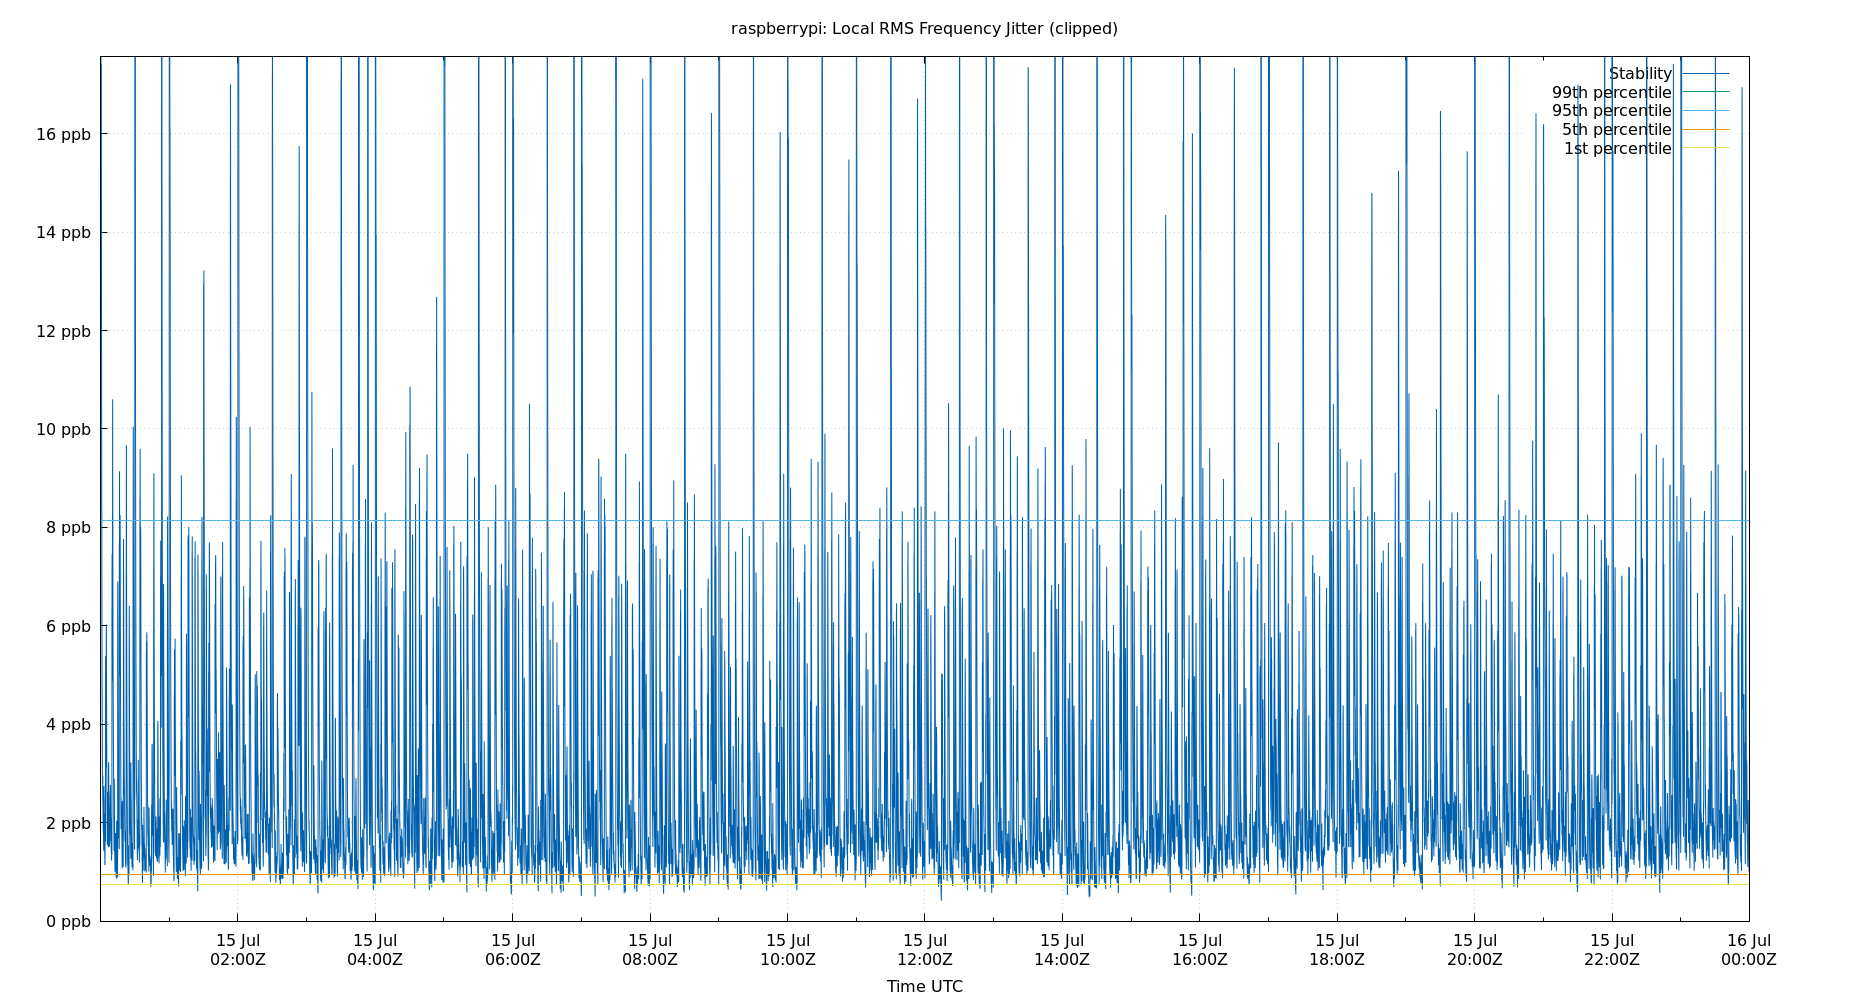 raspberrypi: Local RMS Frequency Jitter (clipped)
Stability
99th percentile
95th percentile
5th percentile
1st percentile
16 ppb
14 ppb
12 ppb
10 ppb
8 ppb
6 ppb
4 ppb
2 ppb
0 ppb
15 Jul 15 Jul 15 Jul 15 Jul 15 Jul 15 Jul 15 Jul 15 Jul 15 Jul 15 Jul 15 Jul 16 Jul
02:00Z 04:00Z 06:00Z 08:00Z 10:00Z 12:00Z 14:00Z 16:00Z 18:00Z 20:00Z 22:00Z 00:00Z
Time UTC